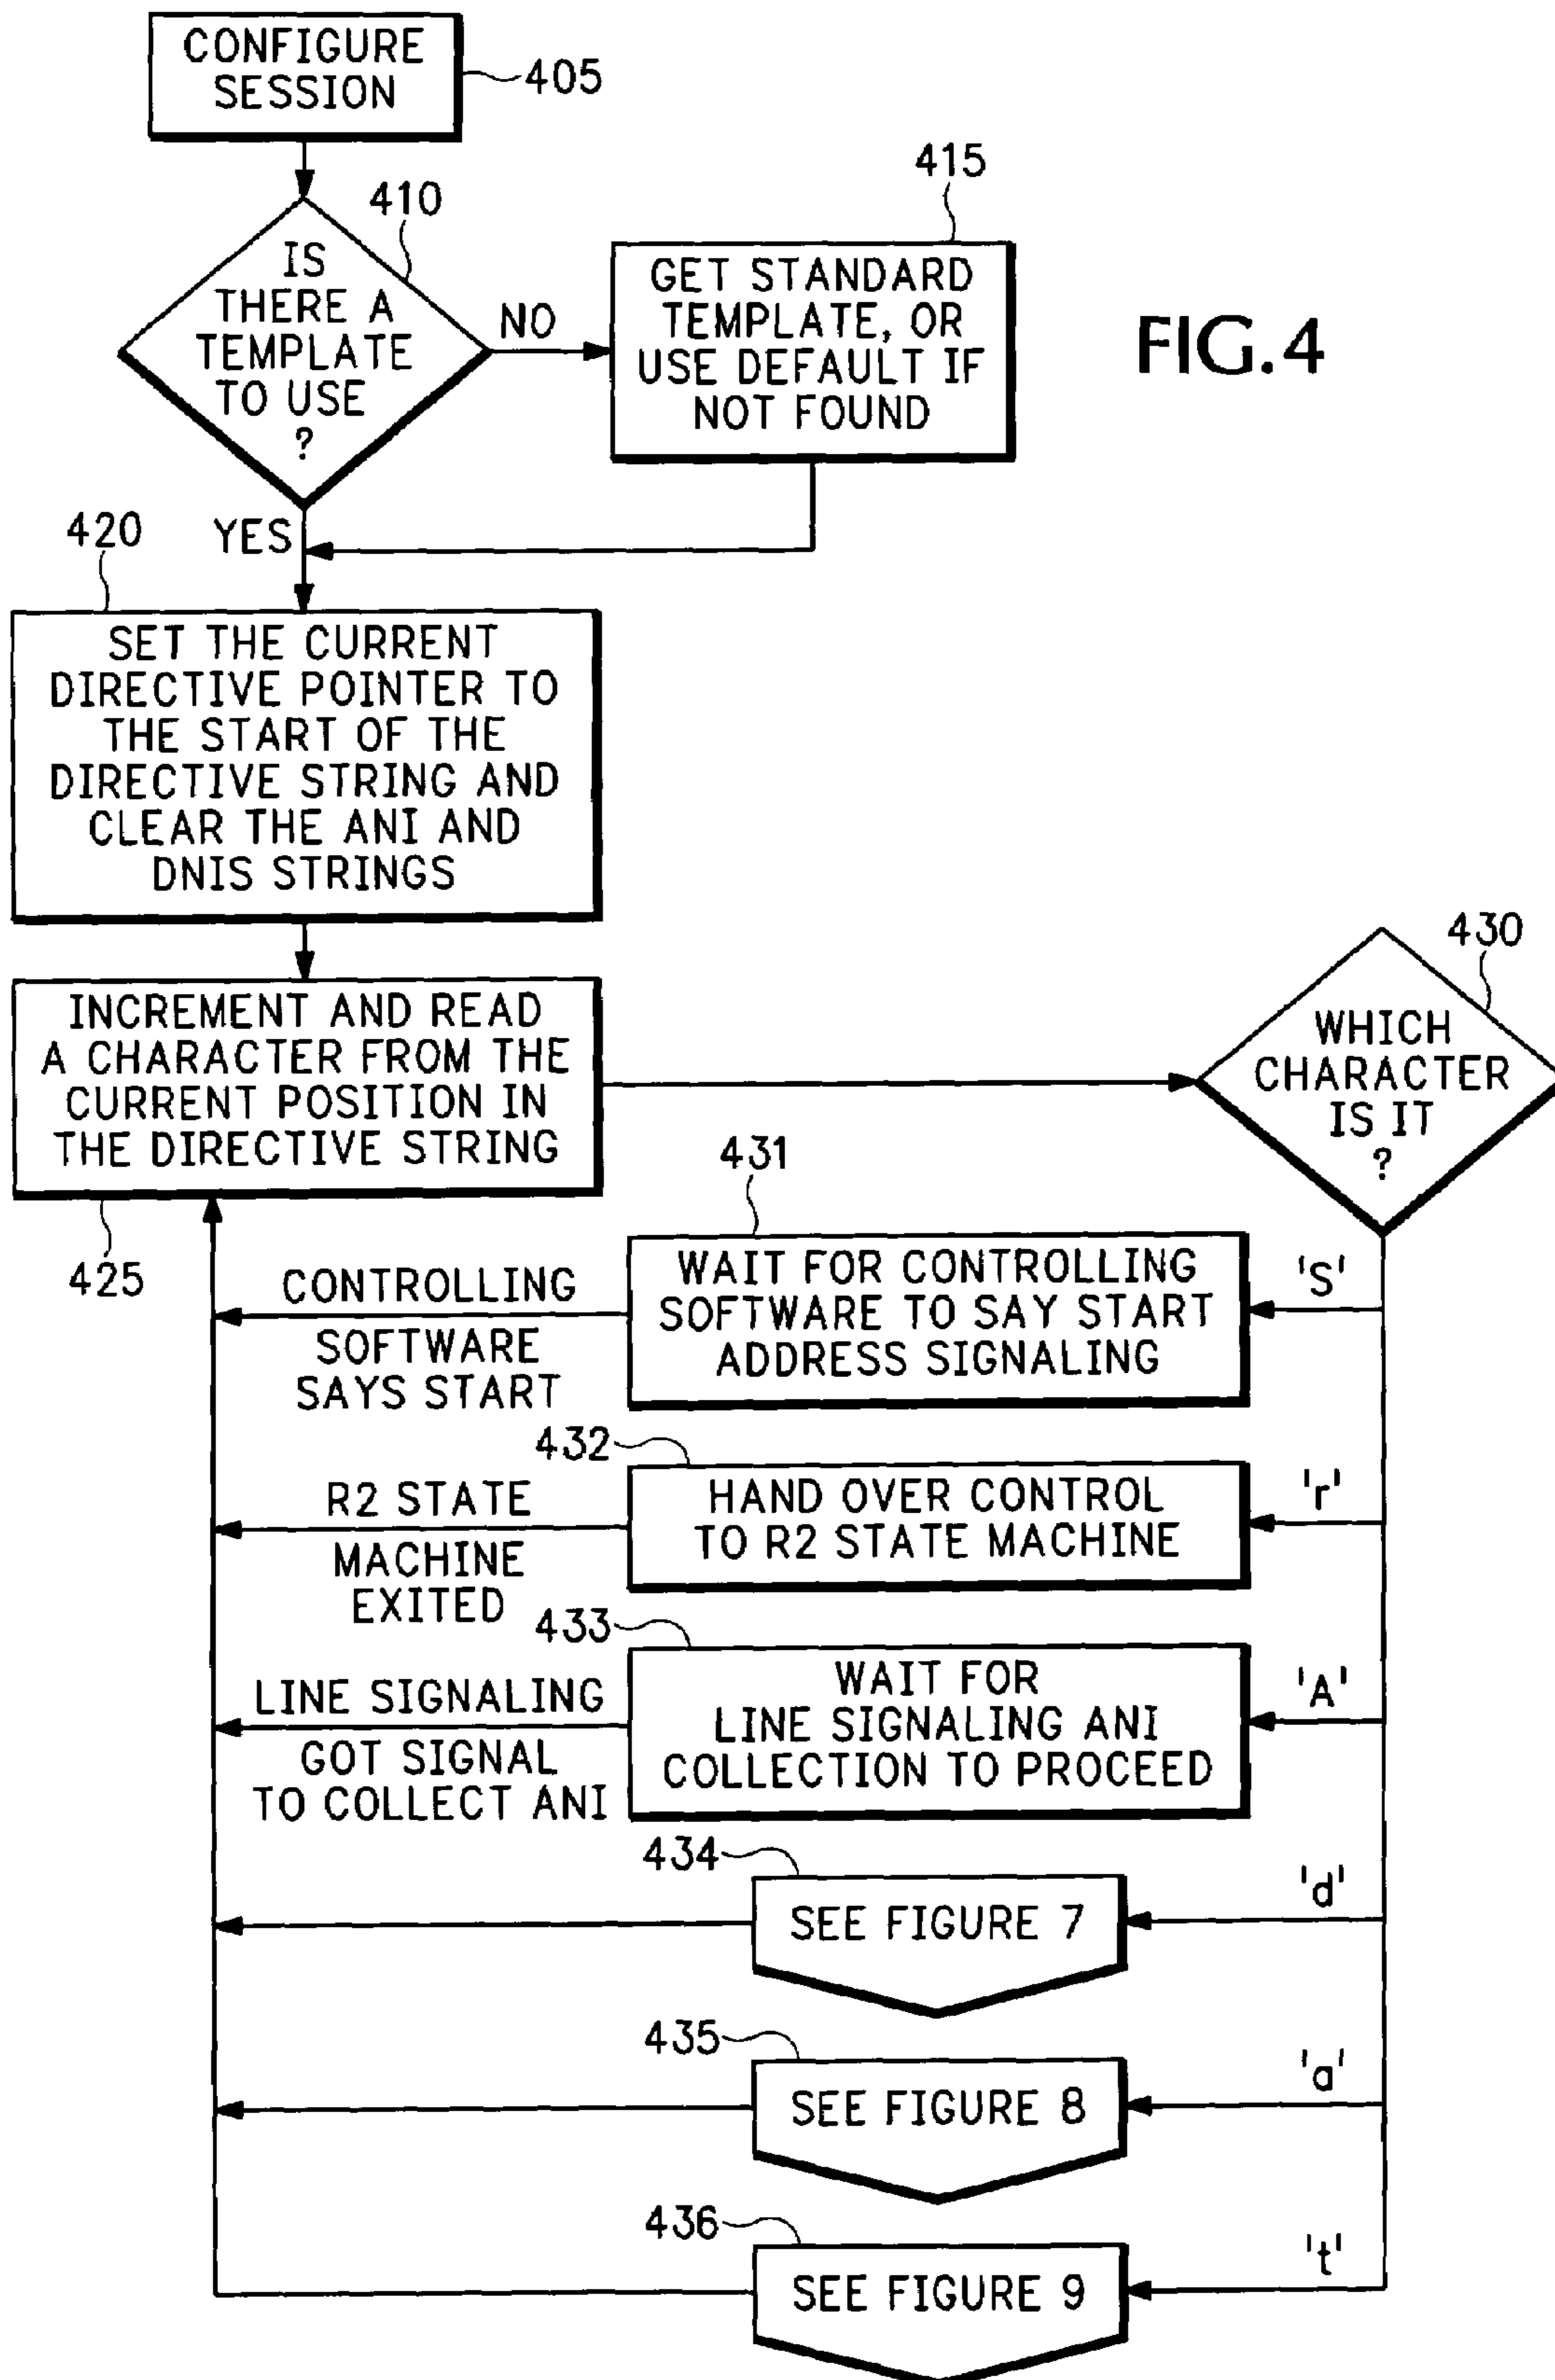 CONFIGURE
SESSION
405
410
IS
THERE A
TEMPLATE
TO USE
?
NO
415
GET STANDARD
TEMPLATE, OR
USE DEFAULT IF
NOT FOUND
FIG.4
YES
420
SET THE CURRENT
DIRECTIVE POINTER TO
THE START OF THE
DIRECTIVE STRING AND
CLEAR THE ANI AND
DNIS STRINGS
INCREMENT AND READ
A CHARACTER FROM THE
CURRENT POSITION IN
THE DIRECTIVE STRING
425
430
WHICH
CHARACTER
IS IT
?
431
WAIT FOR CONTROLLING
SOFTWARE TO SAY START
ADDRESS SIGNALING
'S'
CONTROLLING
SOFTWARE
SAYS START
432
HAND OVER CONTROL
TO R2 STATE MACHINE
'r'
R2 STATE
MACHINE
EXITED
433
WAIT FOR
LINE SIGNALING ANI
COLLECTION TO PROCEED
'A'
LINE SIGNALING
GOT SIGNAL
TO COLLECT ANI
434
SEE FIGURE 7
'd'
435
SEE FIGURE 8
'a'
436
SEE FIGURE 9
't'